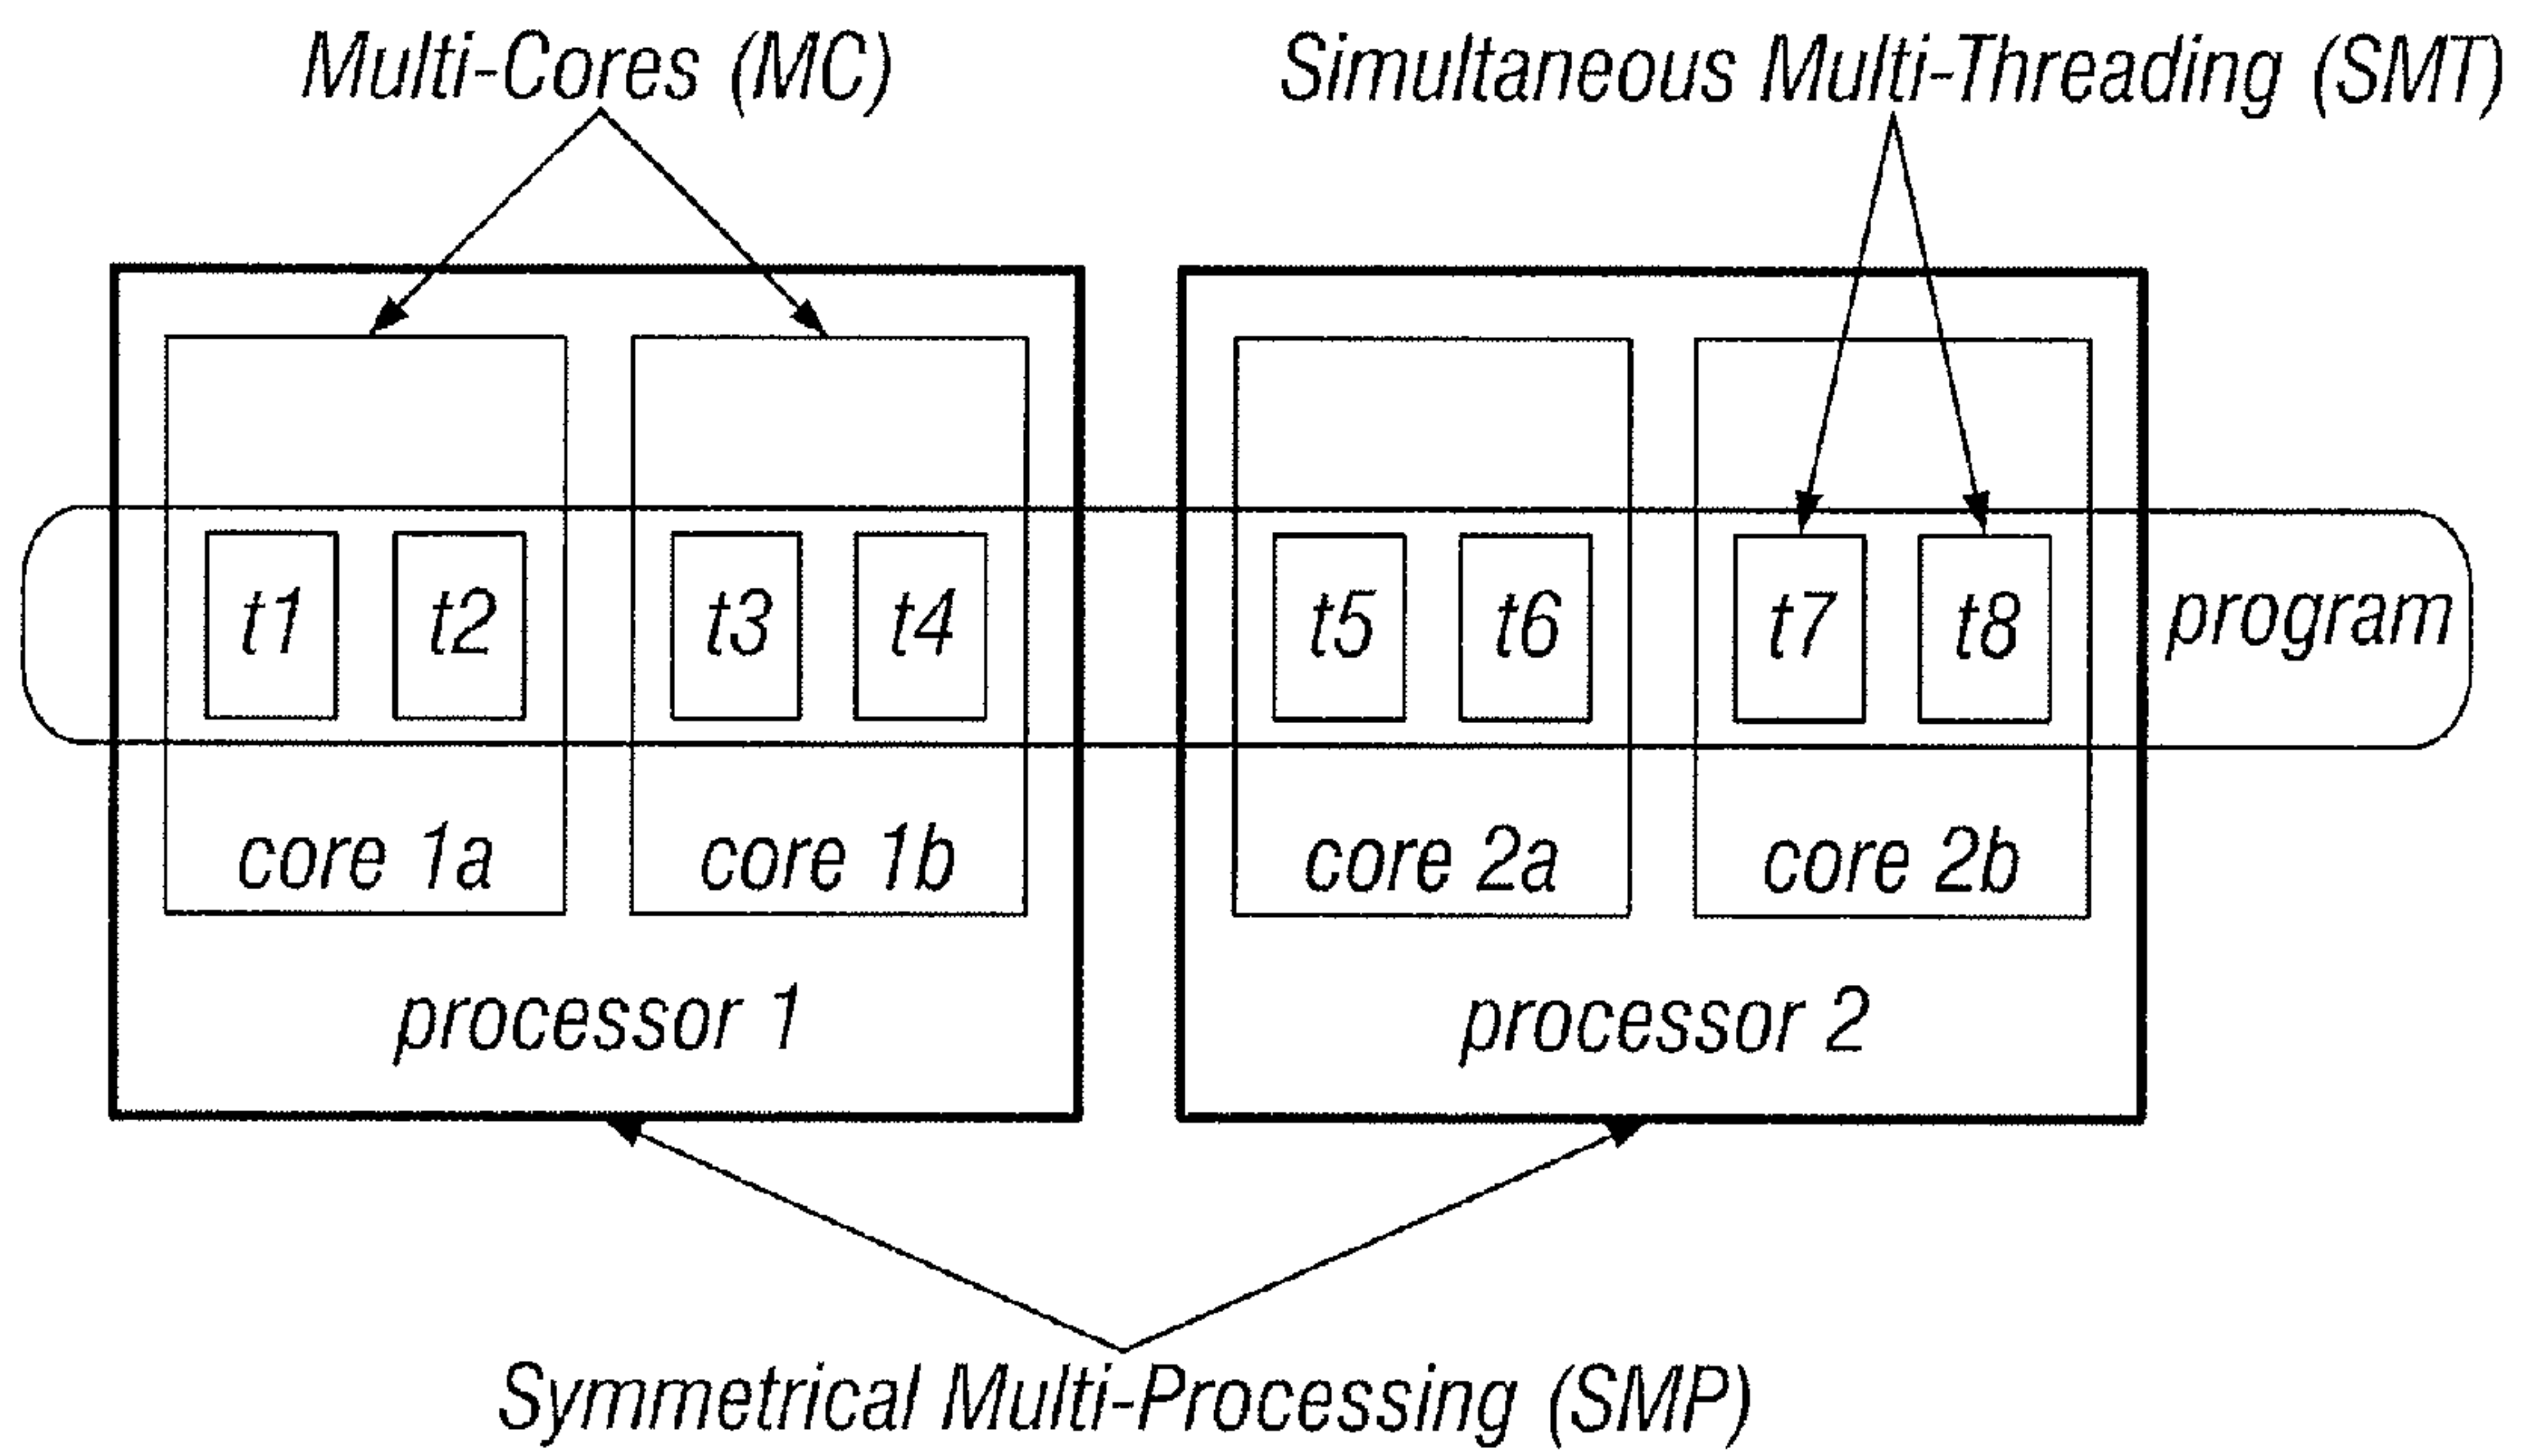 Multi-Cores (MC)
Simultaneous Multi-Threading (SMT)
t1 t2 t3 t4 t5 t6 t7 t8 program
core 1a core 1b core 2a core 2b
processor 1 processor 2
Symmetrical Multi-Processing (SMP)